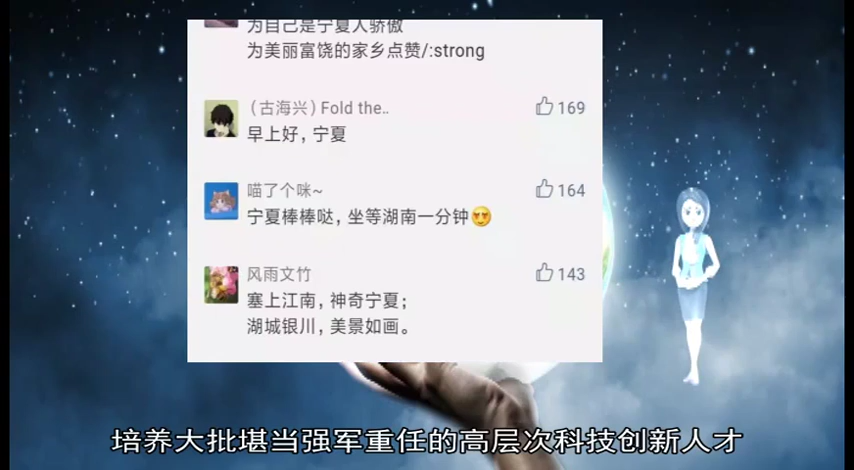 为自己是宁夏人骄傲
为美丽富饶的家乡点赞/:strong
（古海兴）Fold the..
169
早上好，宁夏
喵了个咪~
164
宁夏棒棒哒，坐等湖南一分钟
风雨文竹
143
塞上江南，神奇宁夏；
湖城银川，美景如画。
培养大批堪当强军重任的高层次科技创新人才